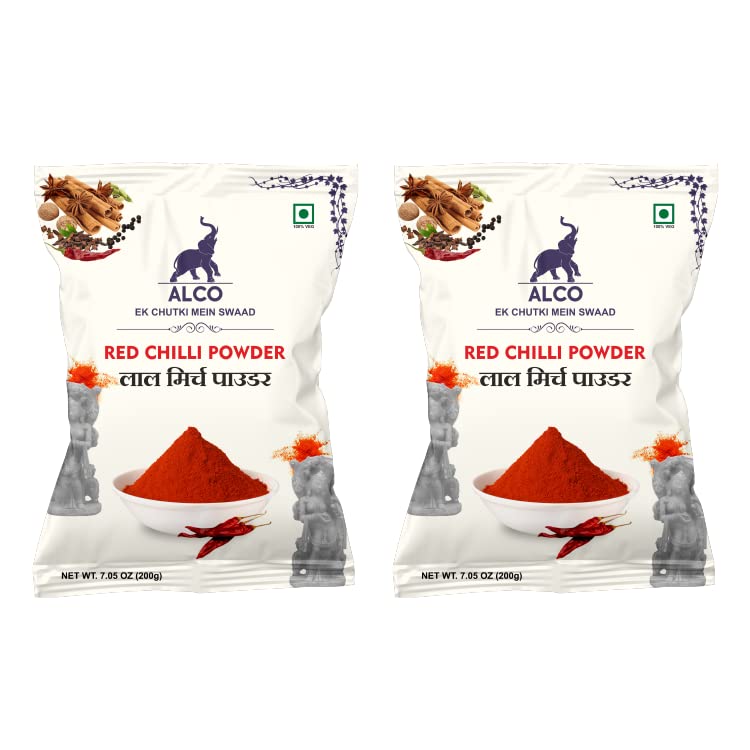 100% VEG
ALCO
EK CHUTKI MEIN SWAAD
RED CHILLI POWDER
लाल मिर्च पाउडर
NET WT. 7.05 OZ (200g)
100% VEG
ALCO
EK CHUTKI MEIN SWAAD
RED CHILLI POWDER
लाल मिर्च पाउडर
NET WT. 7.05 OZ (200g)